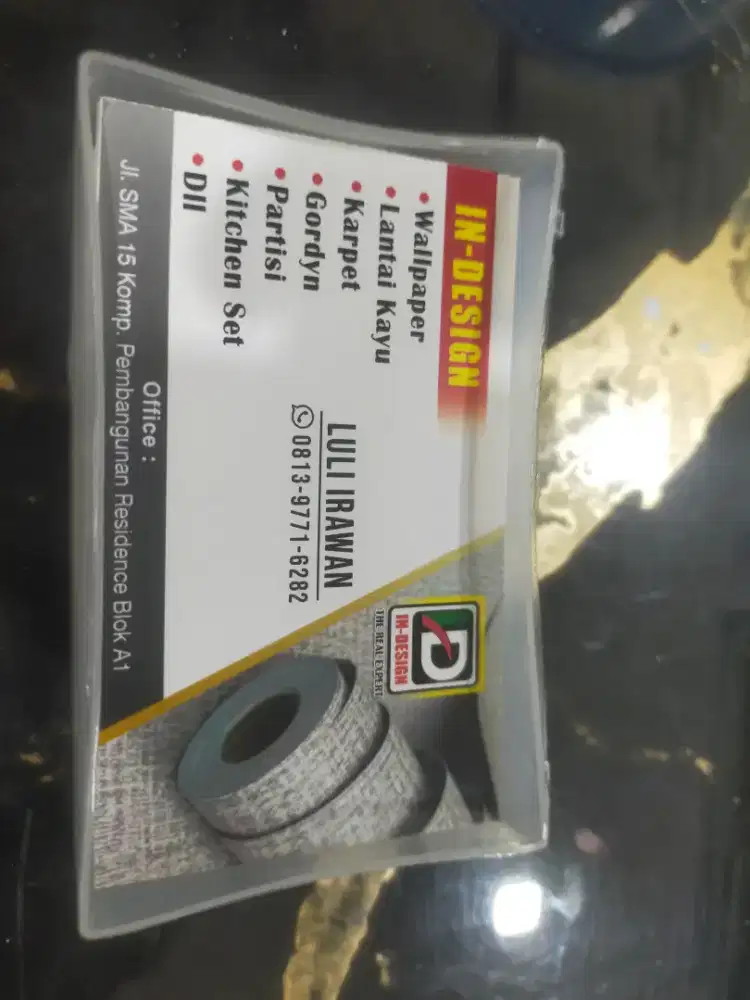 IN-DESIGN
• Wallpaper
• Lantai Kayu
• Karpet
• Gordyn
• Partisi
• Kitchen Set
• Dll
LULI IRAWAN
0813-9771-6282
ID
IN-DESIGN
THE REAL EXPERT
Office :
Jl. SMA 15 Komp. Pembangunan Residence Blok A1